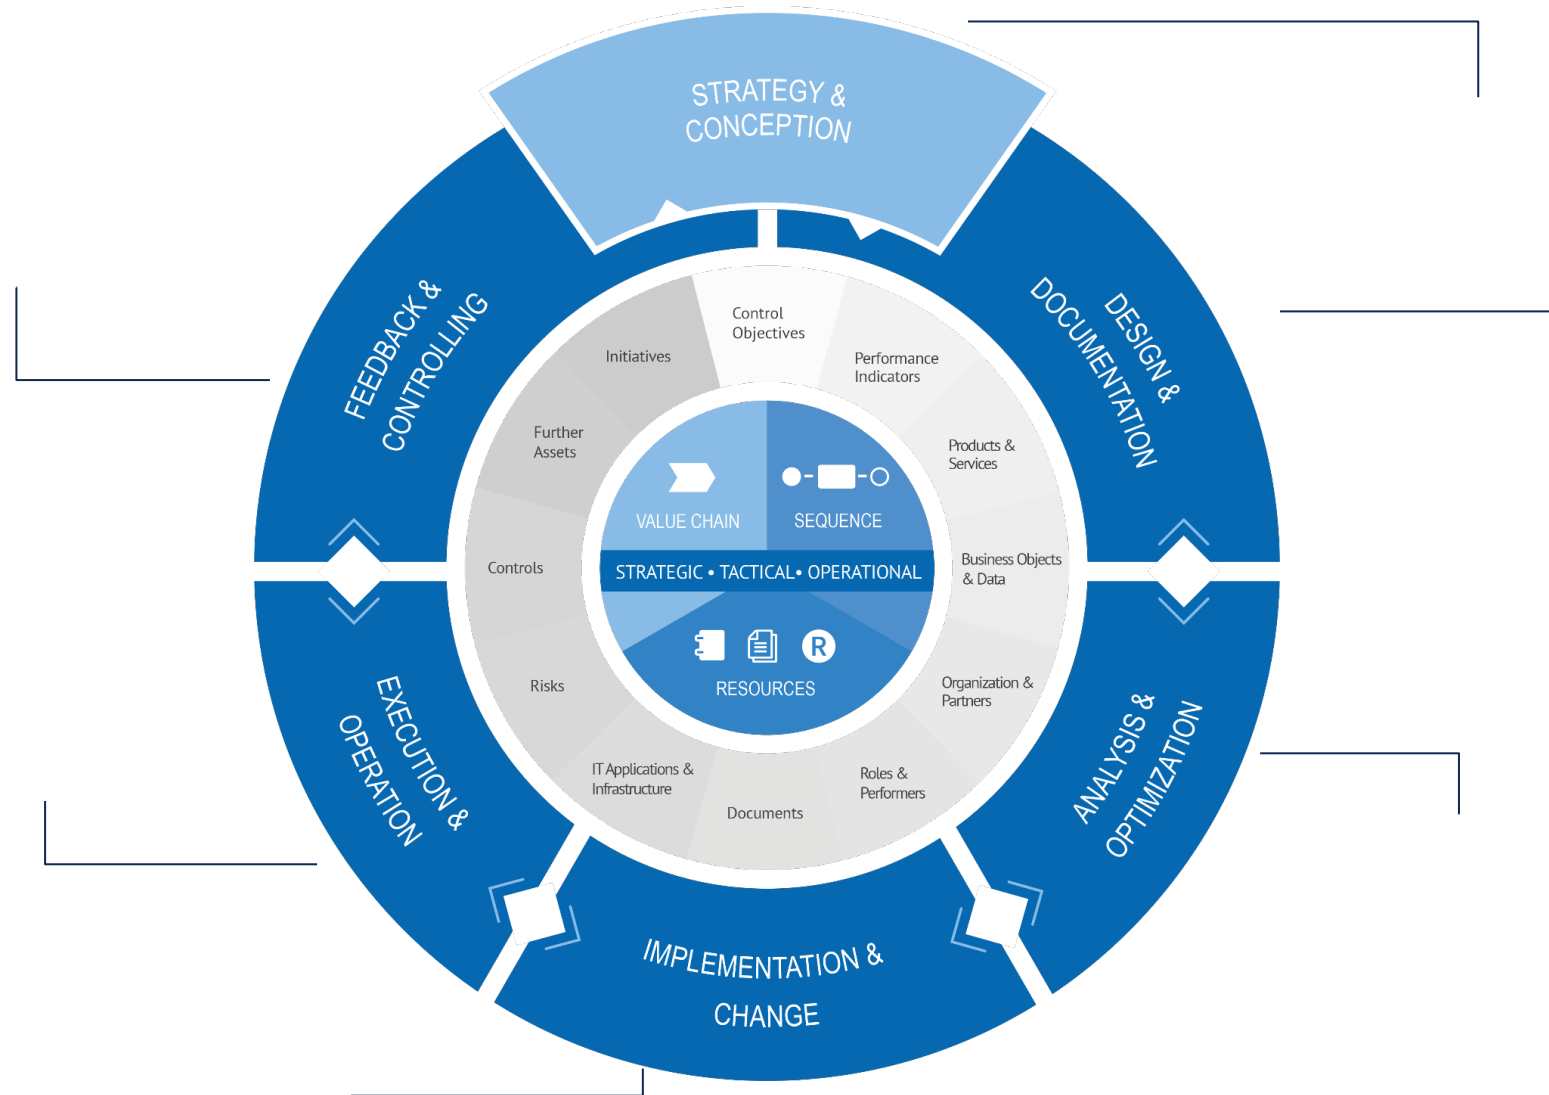 STRATEGY &
CONCEPTION
DESIGN &
DOCUMENTATION
ANALYSIS &
OPTIMIZATION
IMPLEMENTATION &
CHANGE
EXECUTION &
OPERATION
FEEDBACK &
CONTROLLING
Control
Objectives
Performance
Indicators
Products &
Services
Business Objects
& Data
Organization &
Partners
Roles &
Performers
Documents
IT Applications &
Infrastructure
Risks
Controls
Further
Assets
Initiatives
VALUE CHAIN
SEQUENCE
STRATEGIC • TACTICAL• OPERATIONAL
R
RESOURCES